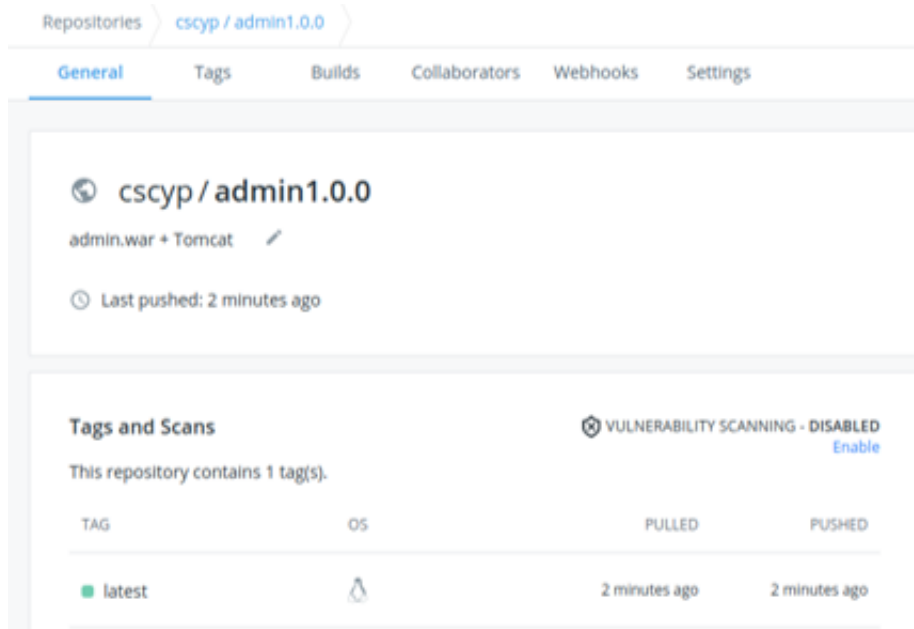 Repositories cscyp / admin1.0.0
General Tags Builds Collaborators Webhooks Settings
cscyp / admin1.0.0
admin.war + Tomcat
Last pushed: 2 minutes ago
Tags and Scans
VULNERABILITY SCANNING - DISABLED
Enable
This repository contains 1 tag(s).
TAG OS PULLED PUSHED
latest 2 minutes ago 2 minutes ago